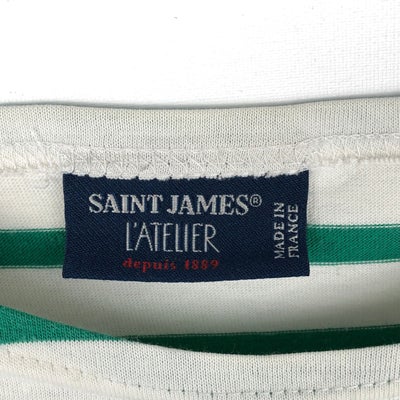 SAINT JAMES®
L'ATELIER
depuis 1889
MADE IN
FRANCE